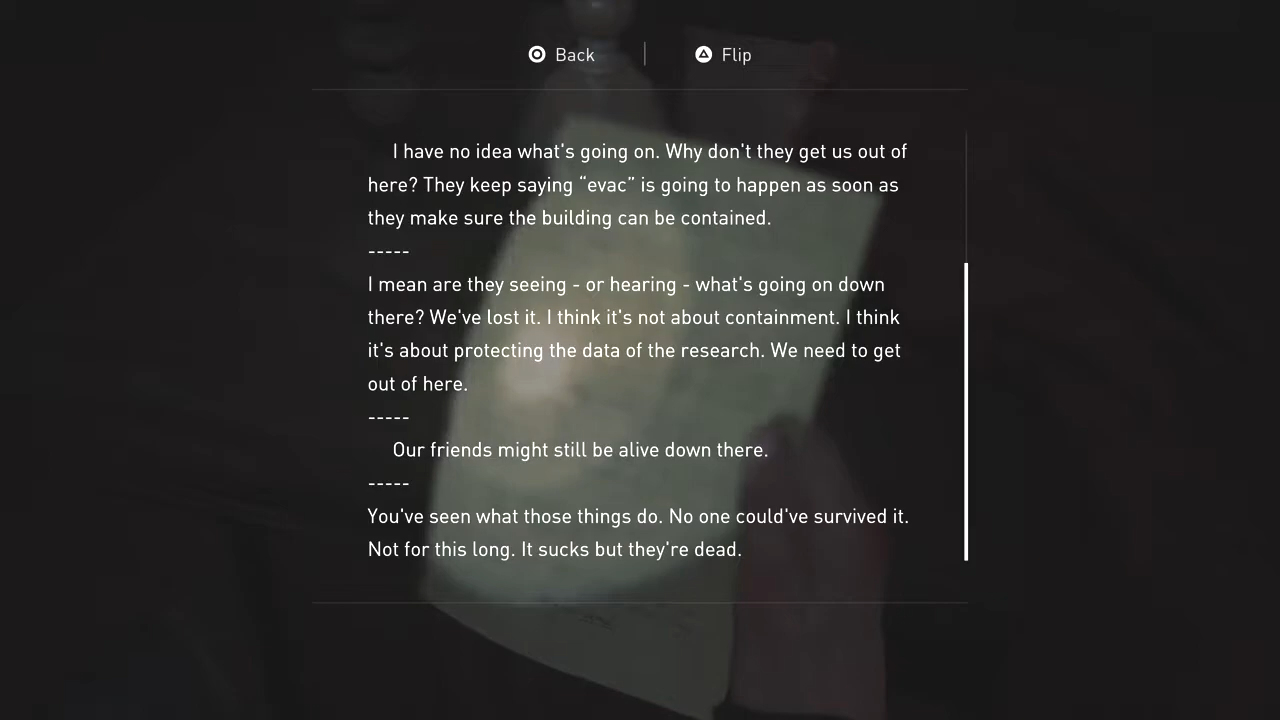 Back
Flip
I have no idea what's going on. Why don't they get us out of
here? They keep saying “evac” is going to happen as soon as
they make sure the building can be contained.
-----
I mean are they seeing - or hearing - what's going on down
there? We've lost it. I think it's not about containment. I think
it's about protecting the data of the research. We need to get
out of here.
-----
Our friends might still be alive down there.
-----
You've seen what those things do. No one could've survived it.
Not for this long. It sucks but they're dead.